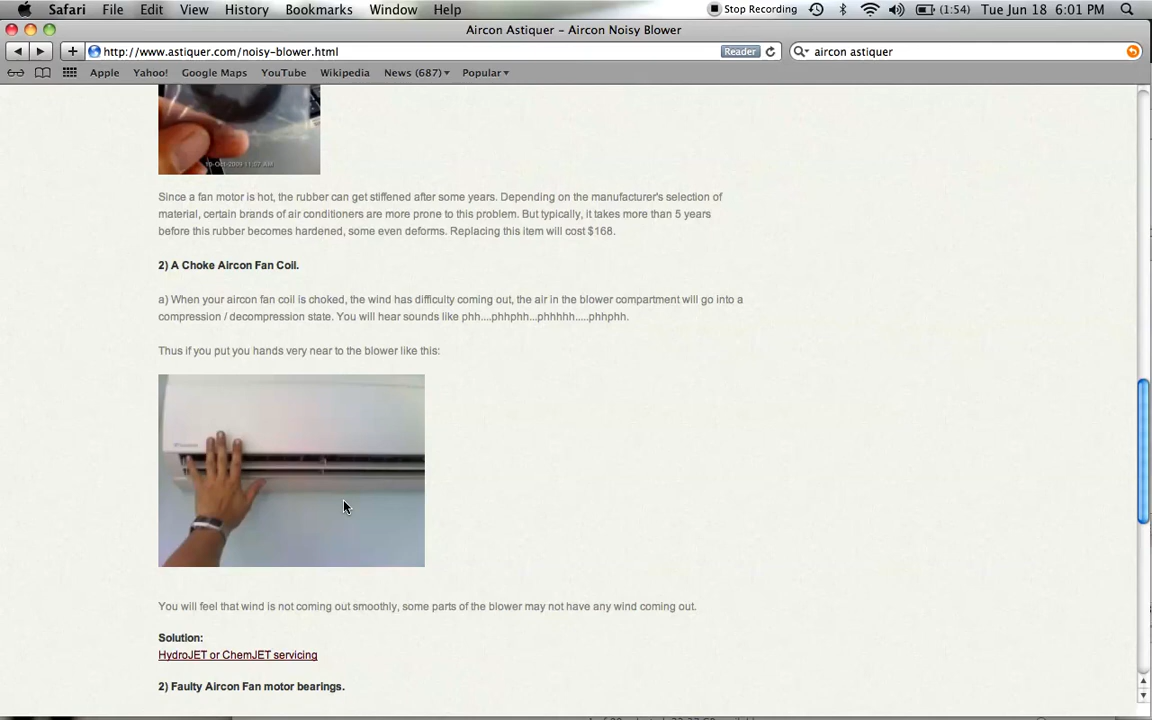 Safari File Edit View History Bookmarks Window Help Stop Recording (1:54) Tue Jun 18 6:01 PM
Aircon Astiquer – Aircon Noisy Blower
http://www.astiquer.com/noisy-blower.html Reader aircon astiquer
Apple Yahoo! Google Maps YouTube Wikipedia News (687) Popular
Since a fan motor is hot, the rubber can get stiffened after some years. Depending on the manufacturer's selection of
material, certain brands of air conditioners are more prone to this problem. But typically, it takes more than 5 years
before this rubber becomes hardened, some even deforms. Replacing this item will cost $168.
2) A Choke Aircon Fan Coil.
a) When your aircon fan coil is choked, the wind has difficulty coming out, the air in the blower compartment will go into a
compression / decompression state. You will hear sounds like phh....phhphh...phhhhh.....phhphh.
Thus if you put you hands very near to the blower like this:
You will feel that wind is not coming out smoothly, some parts of the blower may not have any wind coming out.
Solution:
HydroJET or ChemJET servicing
2) Faulty Aircon Fan motor bearings.